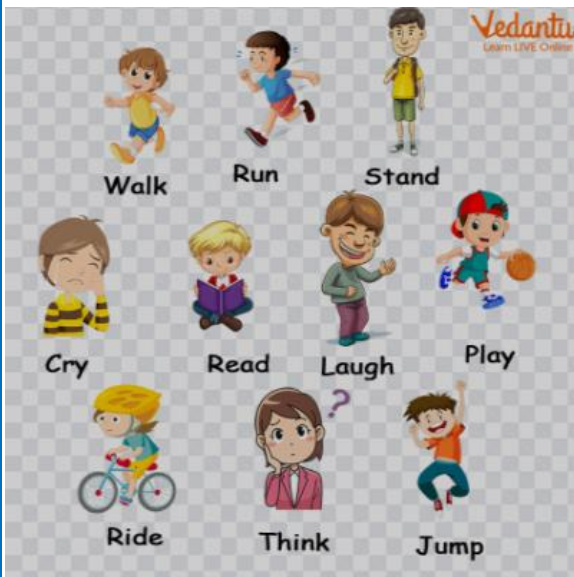 Vedantu
Learn LIVE Online
Walk
Run
Stand
Cry
Read
Laugh
Play
?
Ride
Think
Jump